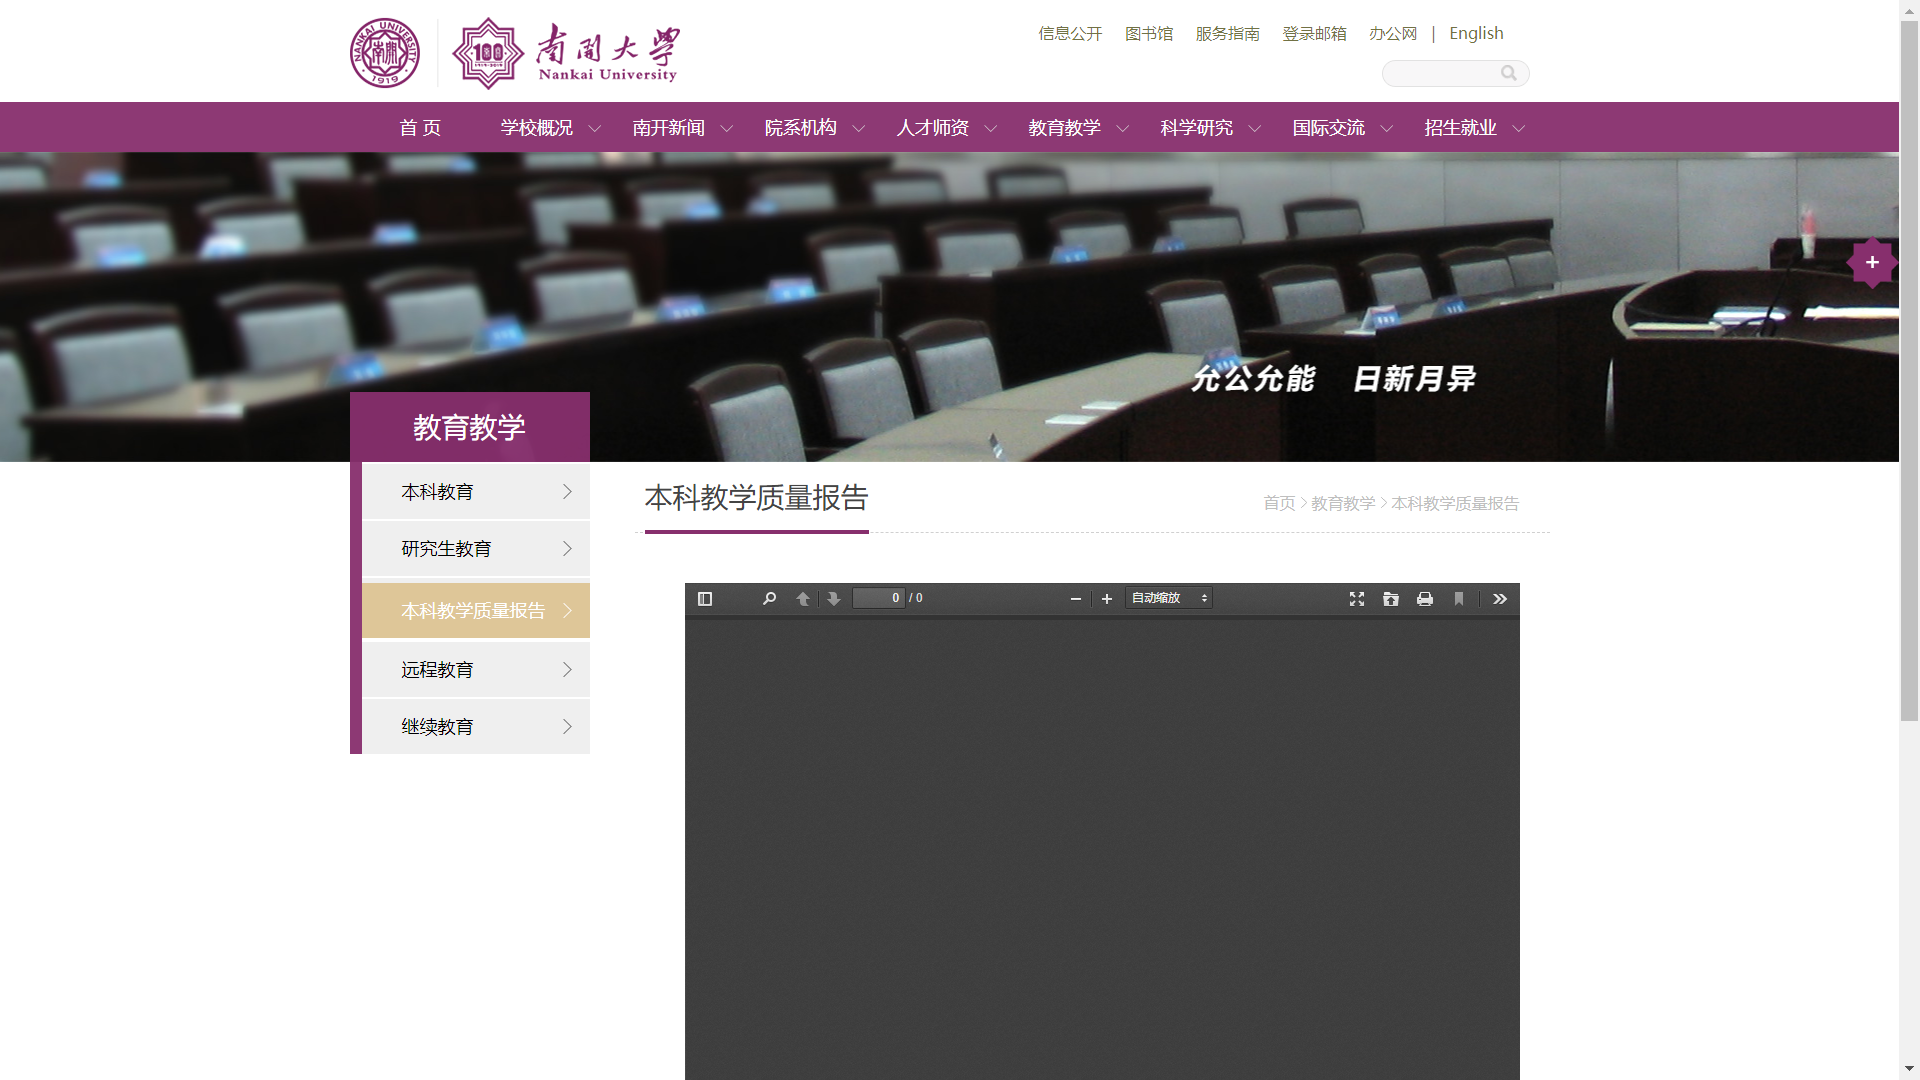 NANKAI UNIVERSITY
1919
100
南開大學
Nankai University
信息公开 图书馆 服务指南 登录邮箱 办公网 | English
首 页 学校概况 南开新闻 院系机构 人才师资 教育教学 科学研究 国际交流 招生就业
+
允公允能 日新月异
教育教学
本科教育
研究生教育
本科教学质量报告
远程教育
继续教育
本科教学质量报告
首页 > 教育教学 > 本科教学质量报告
0 / 0
自动缩放